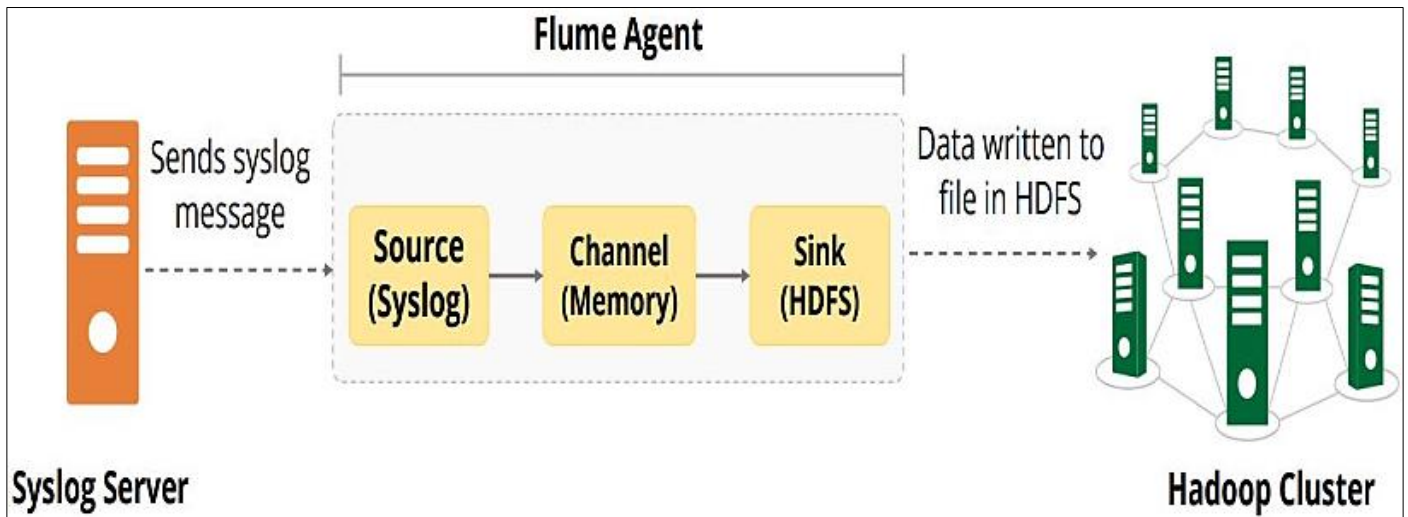 Flume Agent
Sends syslog
message
Source
(Syslog)
Channel
(Memory)
Sink
(HDFS)
Data written to
file in HDFS
Syslog Server
Hadoop Cluster